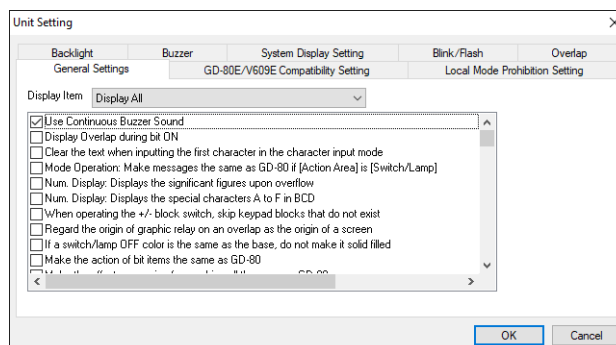 Unit Setting
Backlight Buzzer System Display Setting Blink/Flash Overlap
General Settings GD-80E/V609E Compatibility Setting Local Mode Prohibition Setting
Display Item Display All
Use Continuous Buzzer Sound
Display Overlap during bit ON
Clear the text when inputting the first character in the character input mode
Mode Operation: Make messages the same as GD-80 if [Action Area] is [Switch/Lamp]
Num. Display: Displays the significant figures upon overflow
Num. Display: Displays the special characters A to F in BCD
When operating the +/- block switch, skip keypad blocks that do not exist
Regard the origin of graphic relay on an overlap as the origin of a screen
If a switch/lamp OFF color is the same as the base, do not make it solid filled
Make the action of bit items the same as GD-80
OK Cancel